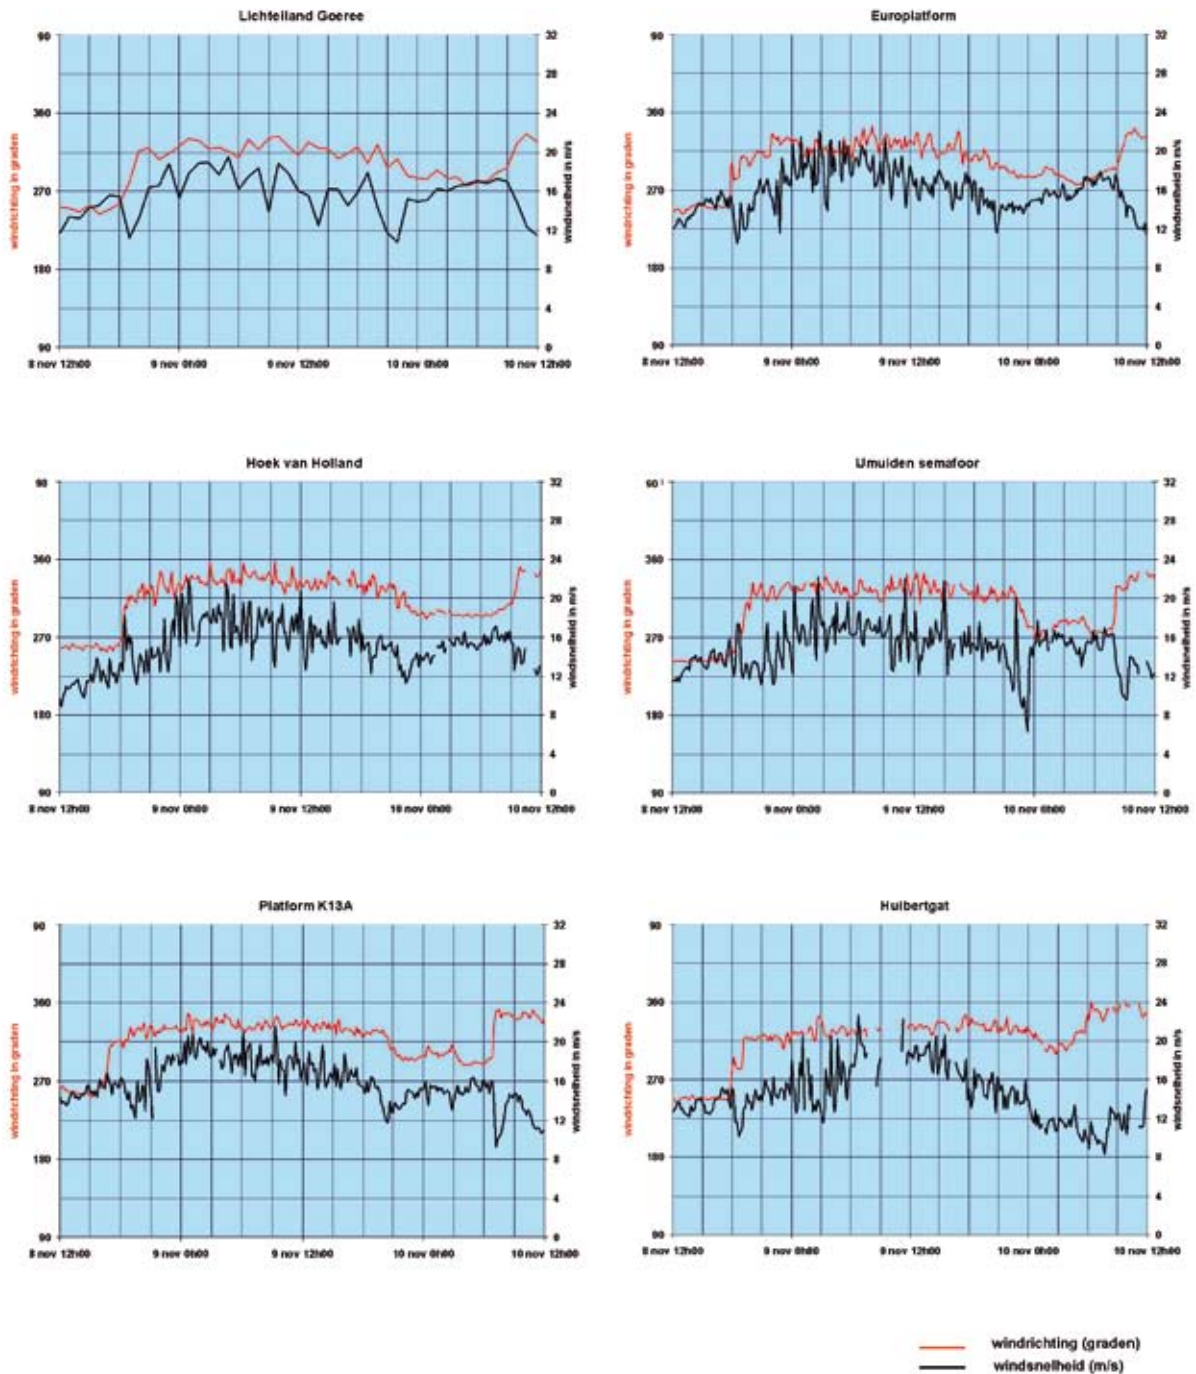 Lichteiland Goeree
90
360
270
180
90
windrichting in graden
32
28
24
20
16
12
8
4
0
windsnelheid in m/s
8 nov 12h00
9 nov 0h00
9 nov 12h00
10 nov 0h00
10 nov 12h00
Europlatform
90
360
270
180
90
windrichting in graden
32
28
24
20
16
12
8
4
0
windsnelheid in m/s
8 nov 12h00
9 nov 0h00
9 nov 12h00
10 nov 0h00
10 nov 12h00
Hoek van Holland
90
360
270
180
90
windrichting in graden
32
28
24
20
16
12
8
4
0
windsnelheid in m/s
8 nov 12h00
9 nov 0h00
9 nov 12h00
10 nov 0h00
10 nov 12h00
IJmuiden semafoor
90
360
270
180
90
windrichting in graden
32
28
24
20
16
12
8
4
0
windsnelheid in m/s
8 nov 12h00
9 nov 0h00
9 nov 12h00
10 nov 0h00
10 nov 12h00
Platform K13A
90
360
270
180
90
windrichting in graden
32
28
24
20
16
12
8
4
0
windsnelheid in m/s
8 nov 12h00
9 nov 0h00
9 nov 12h00
10 nov 0h00
10 nov 12h00
Huibertgat
90
360
270
180
90
windrichting in graden
32
28
24
20
16
12
8
4
0
windsnelheid in m/s
8 nov 12h00
9 nov 0h00
9 nov 12h00
10 nov 0h00
10 nov 12h00
windrichting (graden)
windsnelheid (m/s)